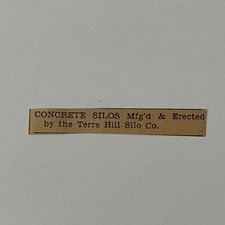 CONCRETE SILOS Mfg'd & Erected
by the Terre Hill Silo Co.